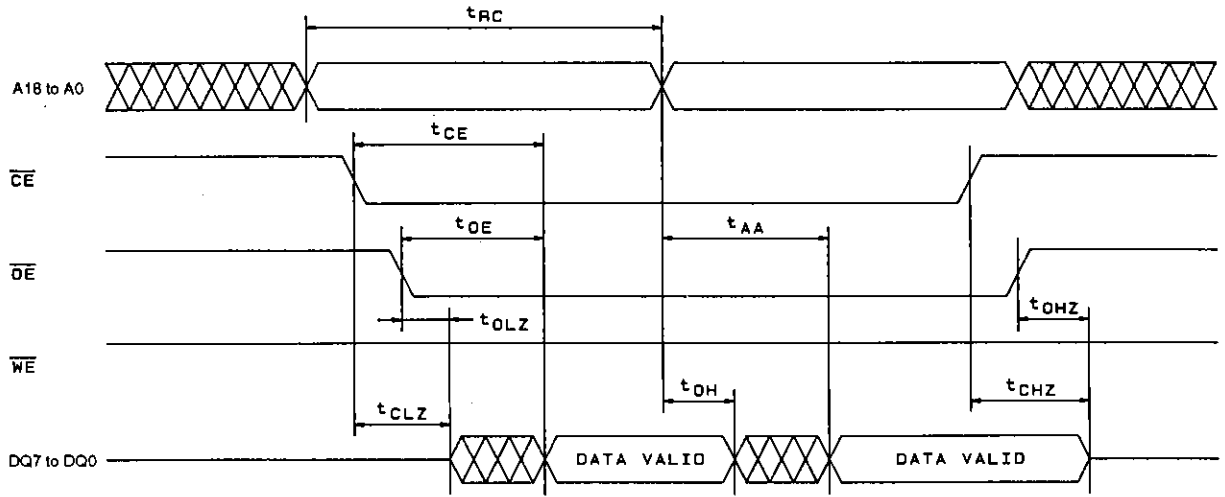 tRC
A18 to A0
tCE
CE
tOE
tAA
OE
tOLZ
tOHZ
WE
tOH
tCHZ
tCLZ
DQ7 to DQ0
DATA VALID
DATA VALID